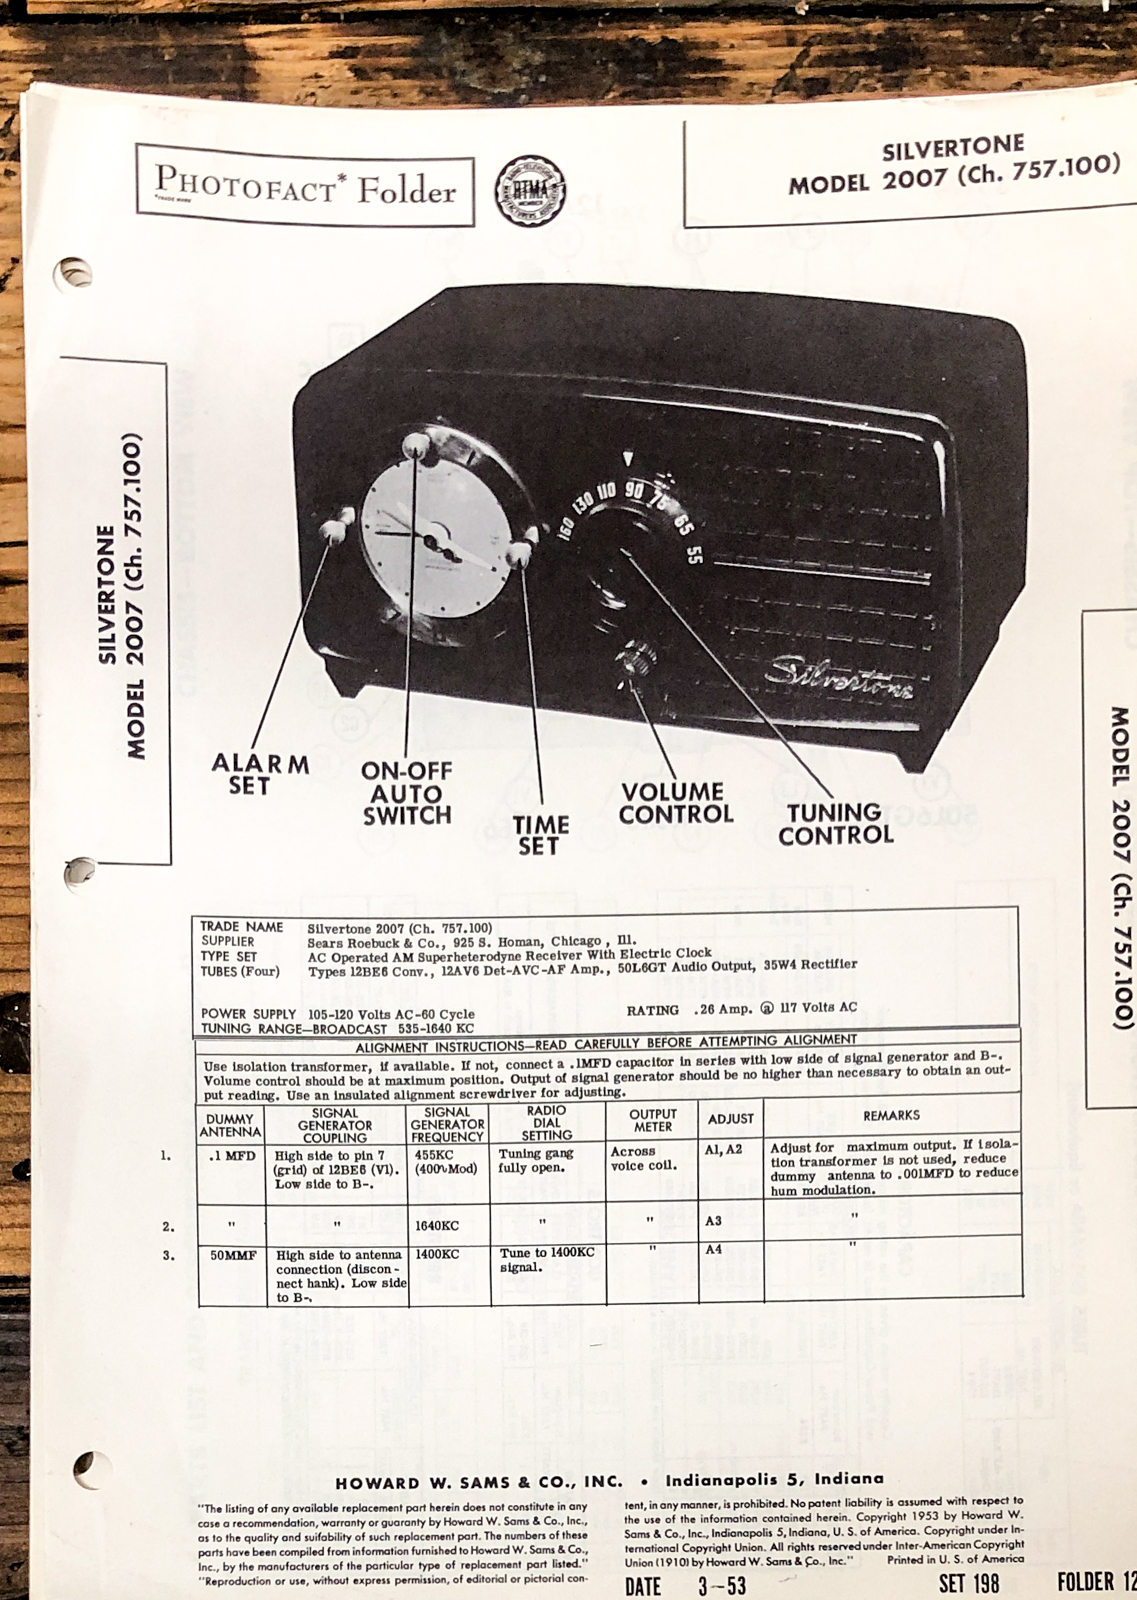 PHOTOFACT* Folder
*TRADE MARK
RTMA
SILVERTONE
MODEL 2007 (Ch. 757.100)
SILVERTONE
MODEL 2007 (Ch. 757.100)
160 130 110 90 75 65 55
Silvertone
ALARM
SET
ON-OFF
AUTO
SWITCH
TIME
SET
VOLUME
CONTROL
TUNING
CONTROL
MODEL 2007 (Ch. 757.100)
TRADE NAME Silvertone 2007 (Ch. 757.100)
SUPPLIER Sears Roebuck & Co., 925 S. Homan, Chicago , Ill.
TYPE SET AC Operated AM Superheterodyne Receiver With Electric Clock
TUBES (Four) Types 12BE6 Conv., 12AV6 Det-AVC-AF Amp., 50L6GT Audio Output, 35W4 Rectifier
POWER SUPPLY 105-120 Volts AC-60 Cycle RATING .26 Amp. @ 117 Volts AC
TUNING RANGE—BROADCAST 535-1640 KC
ALIGNMENT INSTRUCTIONS—READ CAREFULLY BEFORE ATTEMPTING ALIGNMENT
Use isolation transformer, if available. If not, connect a .1MFD capacitor in series with low side of signal generator and B-.
Volume control should be at maximum position. Output of signal generator should be no higher than necessary to obtain an out-
put reading. Use an insulated alignment screwdriver for adjusting.
DUMMY ANTENNA SIGNAL GENERATOR COUPLING SIGNAL GENERATOR FREQUENCY RADIO DIAL SETTING OUTPUT METER ADJUST REMARKS
1. .1 MFD High side to pin 7 455KC Tuning gang Across A1, A2 Adjust for maximum output. If isola-
(grid) of 12BE6 (V1). (400~Mod) fully open. voice coil. tion transformer is not used, reduce
Low side to B-. dummy antenna to .001MFD to reduce
hum modulation.
2. " " 1640KC " " A3 "
3. 50MMF High side to antenna 1400KC Tune to 1400KC " A4 "
connection (discon- signal.
nect hank). Low side
to B-.
HOWARD W. SAMS & CO., INC. • Indianapolis 5, Indiana
"The listing of any available replacement part herein does not constitute in any
case a recommendation, warranty or guaranty by Howard W. Sams & Co., Inc.,
as to the quality and suitability of such replacement part. The numbers of these
parts have been compiled from information furnished to Howard W. Sams & Co.,
Inc., by the manufacturers of the particular type of replacement part listed."
"Reproduction or use, without express permission, of editorial or pictorial con-
tent, in any manner, is prohibited. No patent liability is assumed with respect to
the use of the information contained herein. Copyright 1953 by Howard W.
Sams & Co., Inc., Indianapolis 5, Indiana, U. S. of America. Copyright under In-
ternational Copyright Union. All rights reserved under Inter-American Copyright
Union (1910) by Howard W. Sams & Co., Inc." Printed in U. S. of America
DATE 3-53 SET 198 FOLDER 12